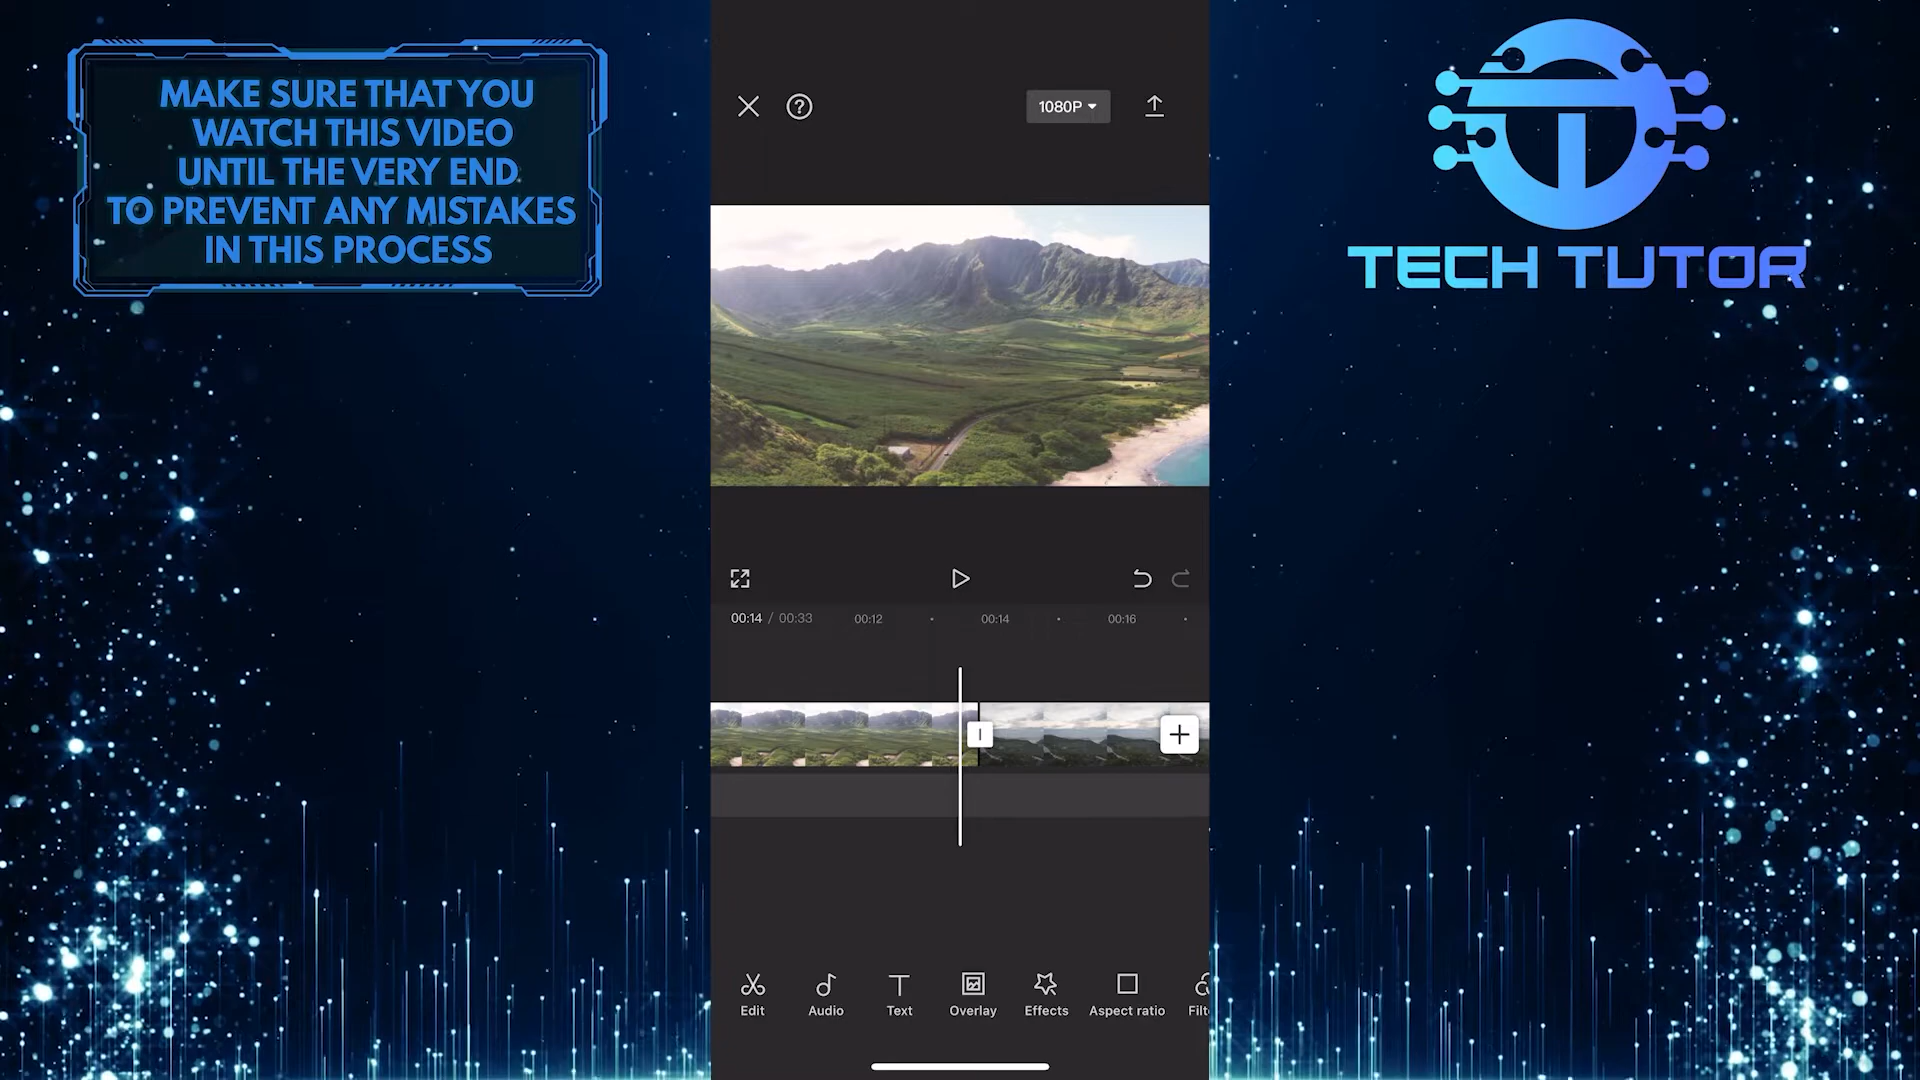 MAKE SURE THAT YOU
WATCH THIS VIDEO
UNTIL THE VERY END
TO PREVENT ANY MISTAKES
IN THIS PROCESS
1080P
TECH TUTOR
00:14 / 00:33
00:12
00:14
00:16
Edit
Audio
Text
Overlay
Effects
Aspect ratio
Filt